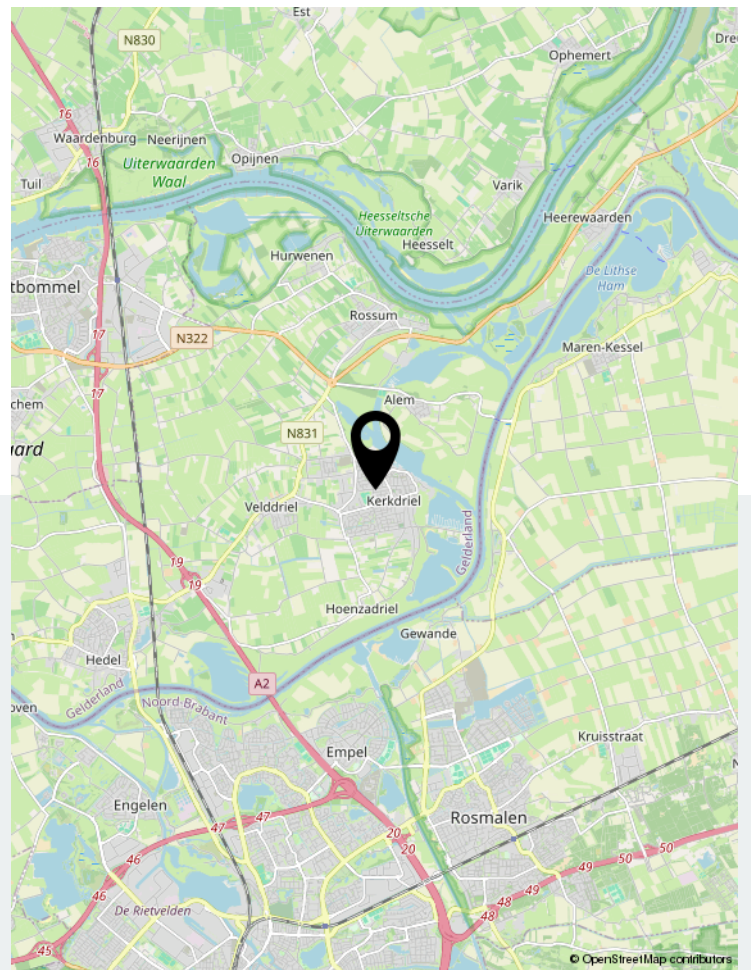 Est
N830
Ophemert
Dre
16
Waardenburg
Neerijnen
16
Opijnen
Uiterwaarden
Waal
Tuil
Varik
Heesseltsche
Uiterwaarden
Heerewaarden
Heesselt
Hurwenen
De Lithse
Ham
tbommel
Rossum
17
N322
Maren-Kessel
17
chem
Alem
N831
ard
Kerkdriel
Velddriel
Gelderland
19
19
Hoenzadriel
Gewande
Hedel
A2
Gelderland
oven
Noord-Brabant
Kruisstraat
Empel
N
Engelen
Rosmalen
47
47
20
20
50
50
46
49
49
46
48
De Rietvelden
48
45
© OpenStreetMap contributors